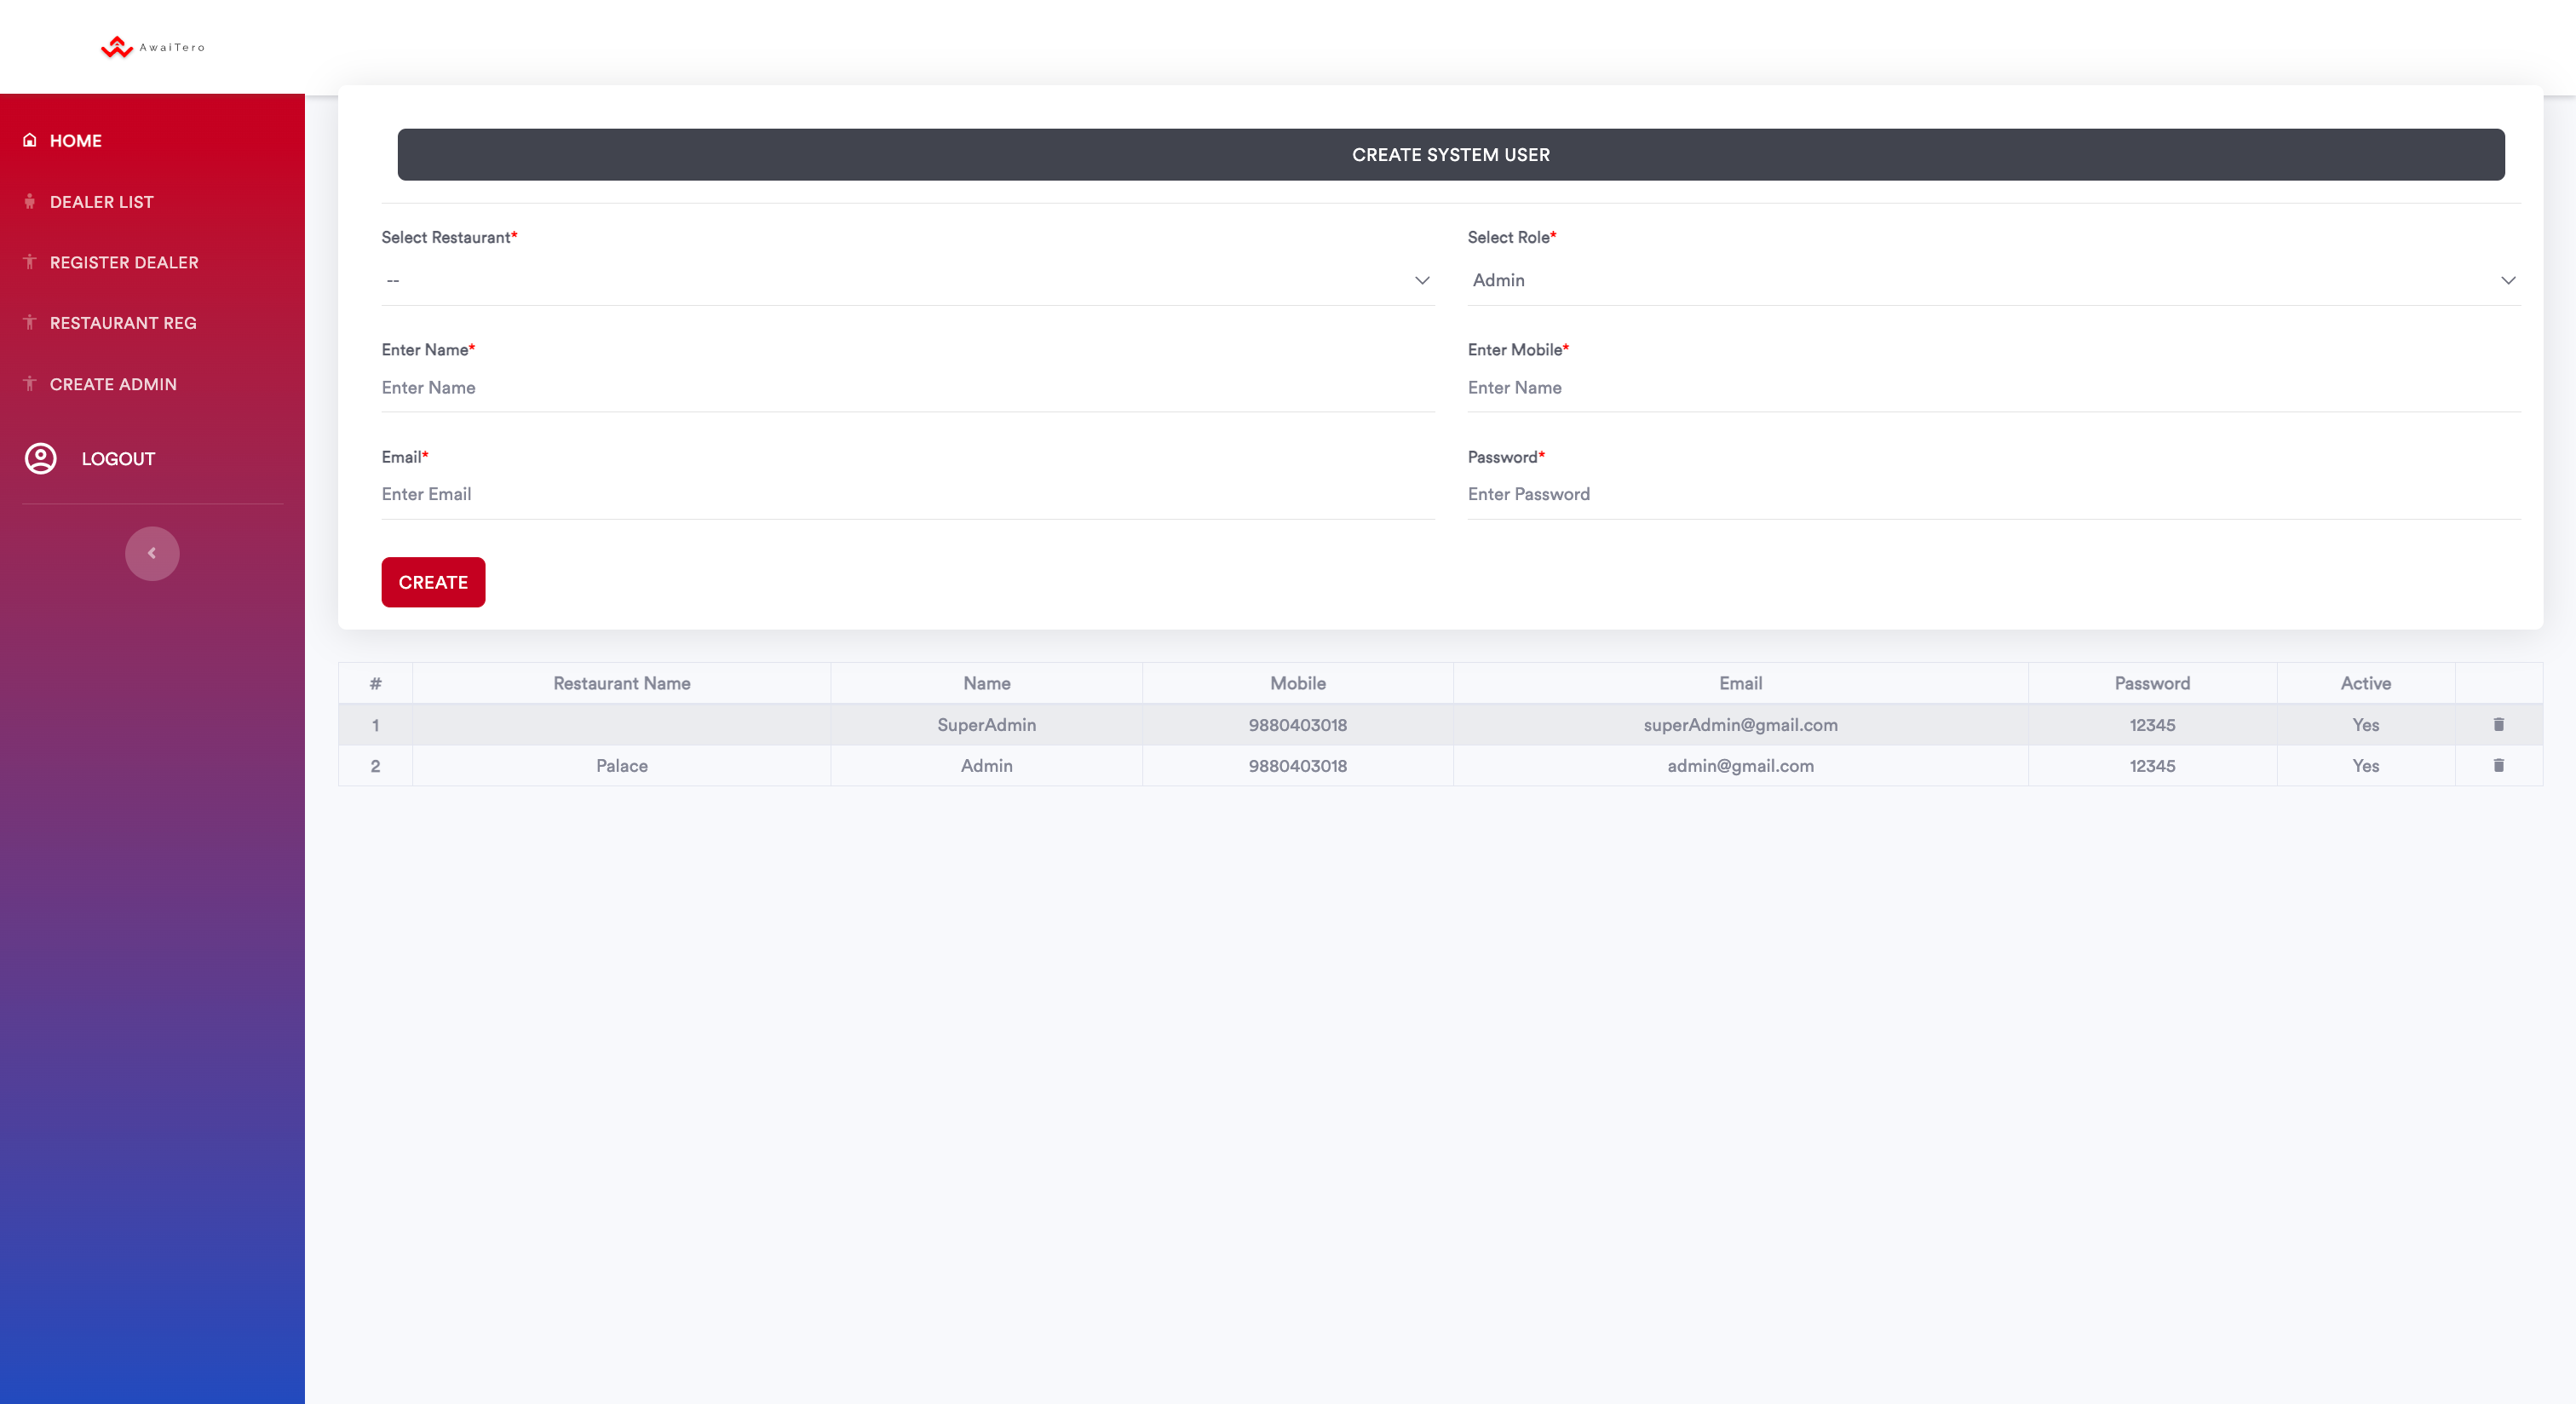 AwaiTero
HOME
DEALER LIST
REGISTER DEALER
RESTAURANT REG
CREATE ADMIN
LOGOUT
CREATE SYSTEM USER
Select Restaurant* Select Role*
-- Admin
Enter Name* Enter Mobile*
Enter Name Enter Name
Email* Password*
Enter Email Enter Password
CREATE
# Restaurant Name Name Mobile Email Password Active
1 SuperAdmin 9880403018 superAdmin@gmail.com 12345 Yes
2 Palace Admin 9880403018 admin@gmail.com 12345 Yes